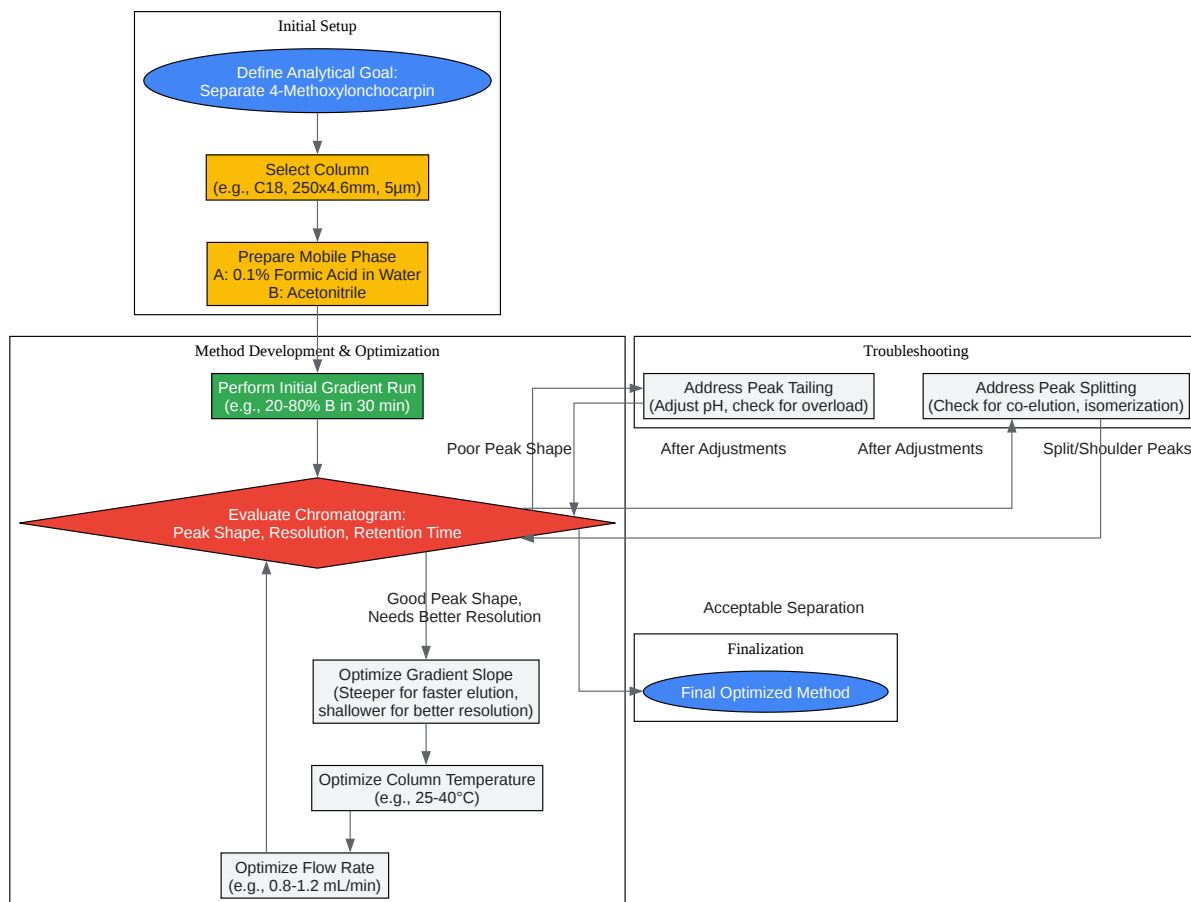 Initial Setup
Define Analytical Goal:
Separate 4-Methoxylonchocarpin
Select Column
(e.g., C18, 250x4.6mm, 5µm)
Prepare Mobile Phase
A: 0.1% Formic Acid in Water
B: Acetonitrile
Method Development & Optimization
Perform Initial Gradient Run
(e.g., 20-80% B in 30 min)
Troubleshooting
Address Peak Tailing
(Adjust pH, check for overload)
Address Peak Splitting
(Check for co-elution, isomerization)
Poor Peak Shape
After Adjustments
After Adjustments
Split/Shoulder Peaks
Evaluate Chromatogram:
Peak Shape, Resolution, Retention Time
Good Peak Shape,
Needs Better Resolution
Acceptable Separation
Finalization
Final Optimized Method
Optimize Gradient Slope
(Steeper for faster elution,
shallower for better resolution)
Optimize Column Temperature
(e.g., 25-40°C)
Optimize Flow Rate
(e.g., 0.8-1.2 mL/min)